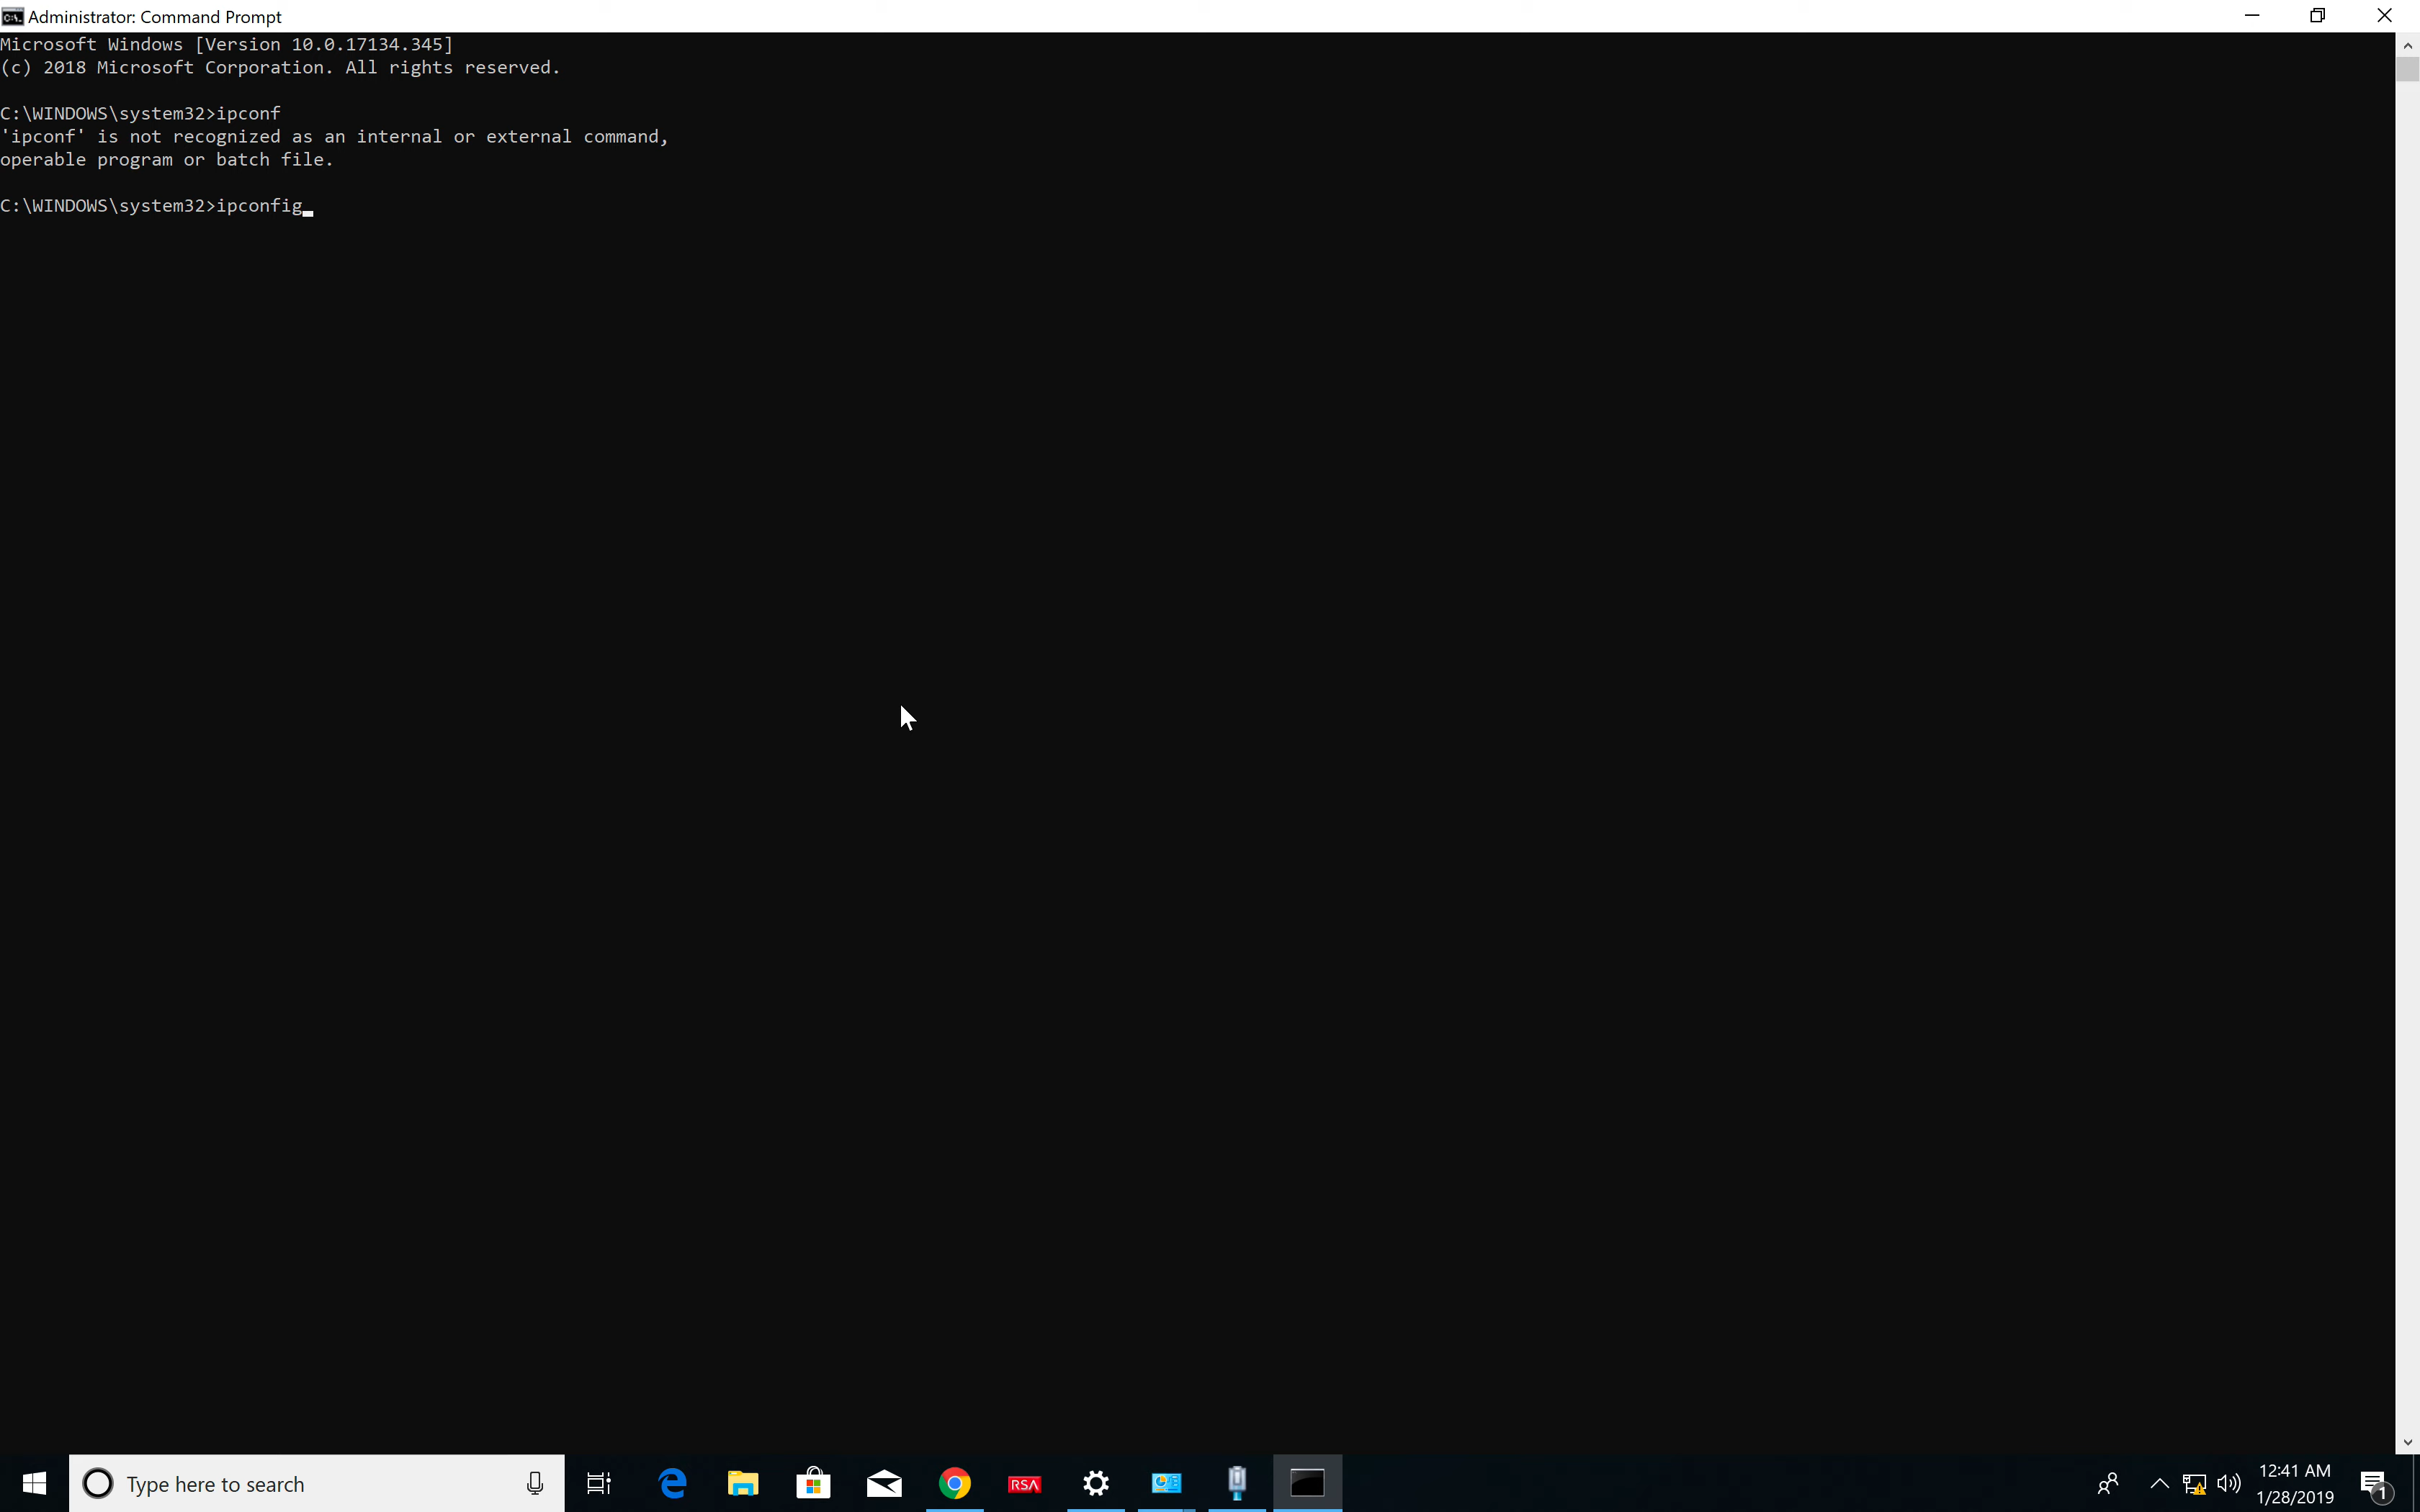 Administrator: Command Prompt
Microsoft Windows [Version 10.0.17134.345]
(c) 2018 Microsoft Corporation. All rights reserved.
C:\WINDOWS\system32>ipconf
'ipconf' is not recognized as an internal or external command,
operable program or batch file.
C:\WINDOWS\system32>ipconfig_
Type here to search
RSA
12:41 AM
1/28/2019
1